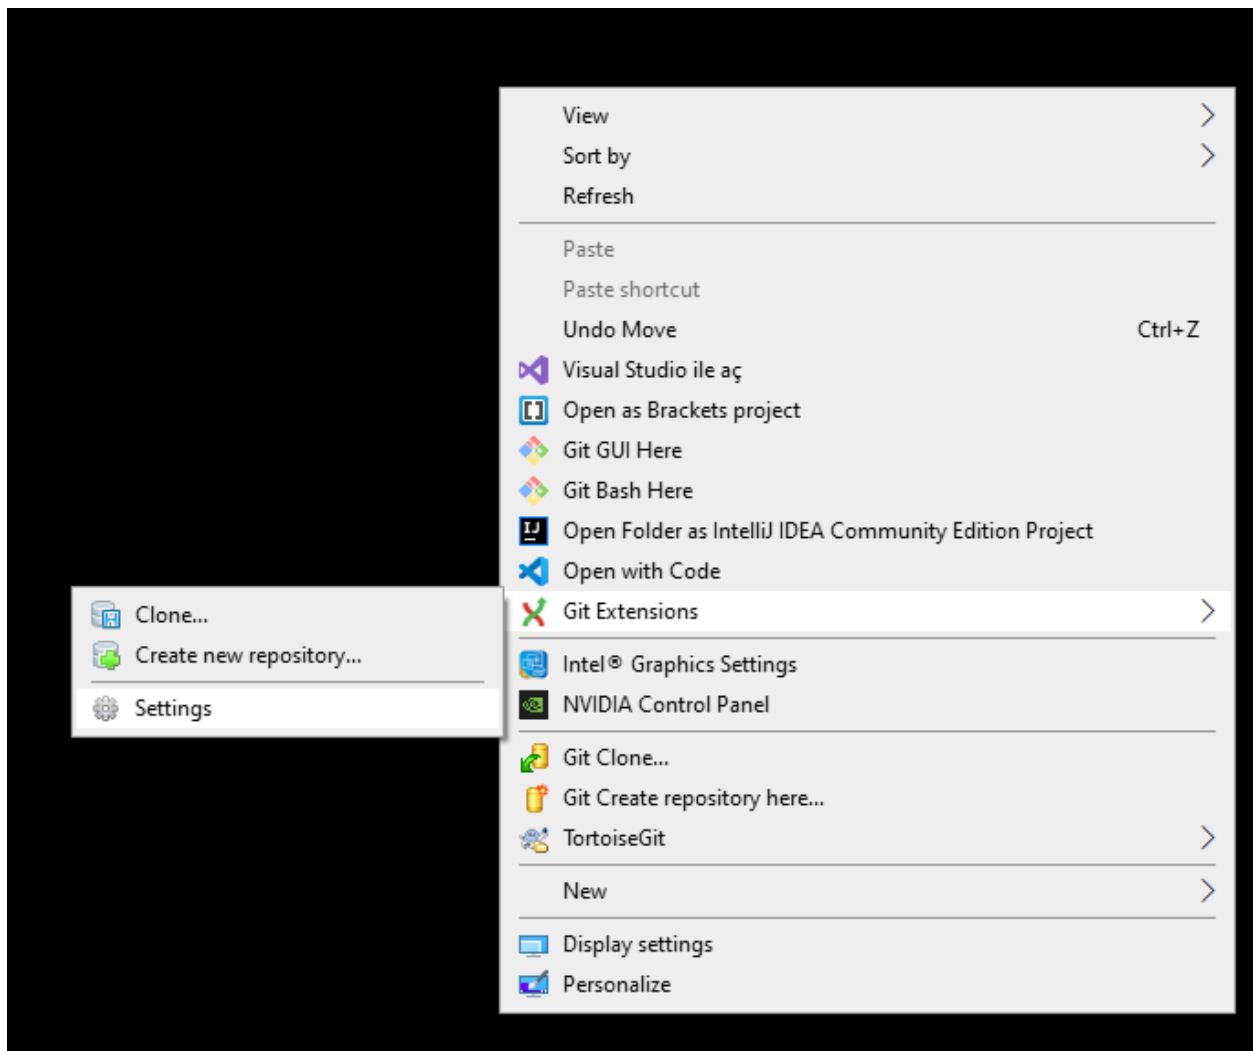 View
Sort by
Refresh
Paste
Paste shortcut
Undo Move Ctrl+Z
Visual Studio ile aç
Open as Brackets project
Git GUI Here
Git Bash Here
Open Folder as IntelliJ IDEA Community Edition Project
Open with Code
Git Extensions
Clone...
Create new repository...
Settings
Intel® Graphics Settings
NVIDIA Control Panel
Git Clone...
Git Create repository here...
TortoiseGit
New
Display settings
Personalize